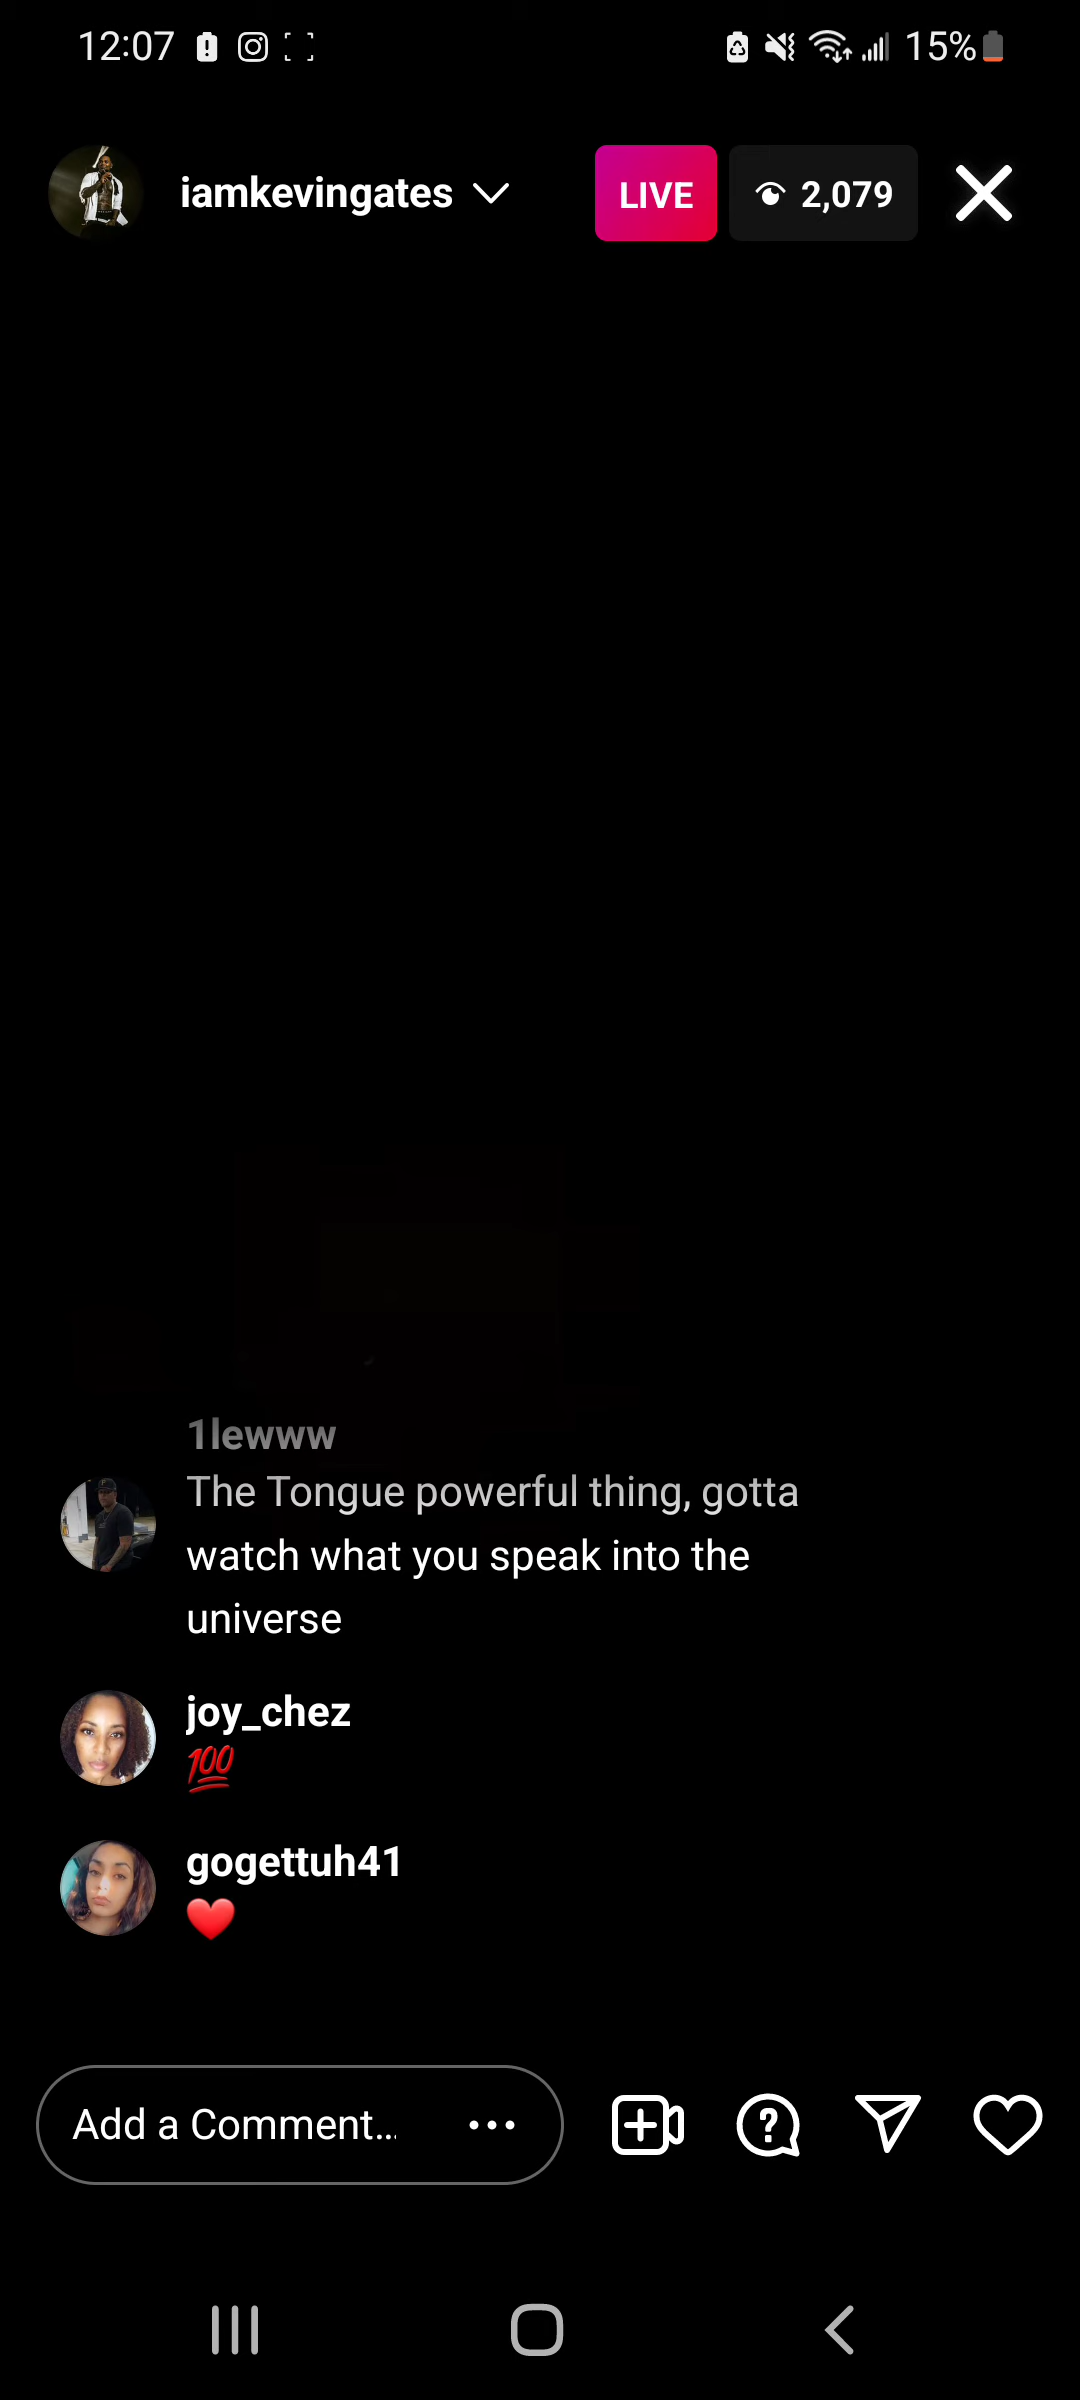 12:07 15%
iamkevingates LIVE 2,079
1lewww
The Tongue powerful thing, gotta
watch what you speak into the
universe
joy_chez
💯
gogettuh41
❤️
Add a Comment...